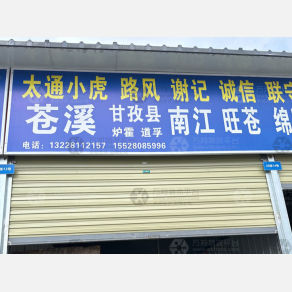 太通小虎 路风 谢记 诚信 联
苍溪 甘孜县 南江 旺苍 绵
炉霍 道孚
电话：13228112157 15528085996